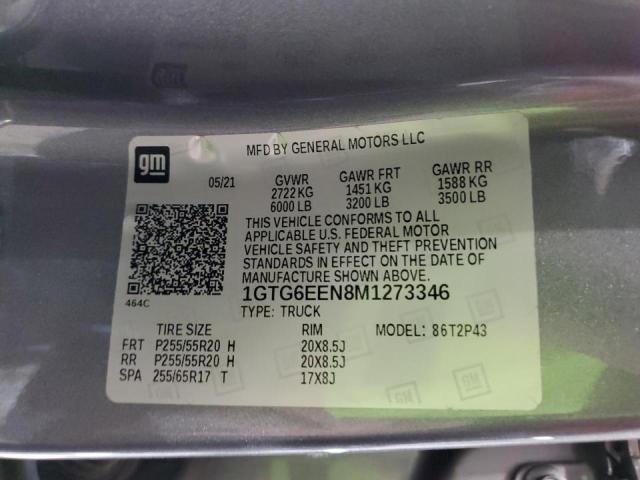 gm
MFD BY GENERAL MOTORS LLC
05/21
GVWR GAWR FRT GAWR RR
2722 KG 1451 KG 1588 KG
6000 LB 3200 LB 3500 LB
THIS VEHICLE CONFORMS TO ALL
APPLICABLE U.S. FEDERAL MOTOR
VEHICLE SAFETY AND THEFT PREVENTION
STANDARDS IN EFFECT ON THE DATE OF
MANUFACTURE SHOWN ABOVE.
464C
1GTG6EEN8M1273346
TYPE: TRUCK
TIRE SIZE RIM MODEL: 86T2P43
FRT P255/55R20 H 20X8.5J
RR P255/55R20 H 20X8.5J
SPA 255/65R17 T 17X8J